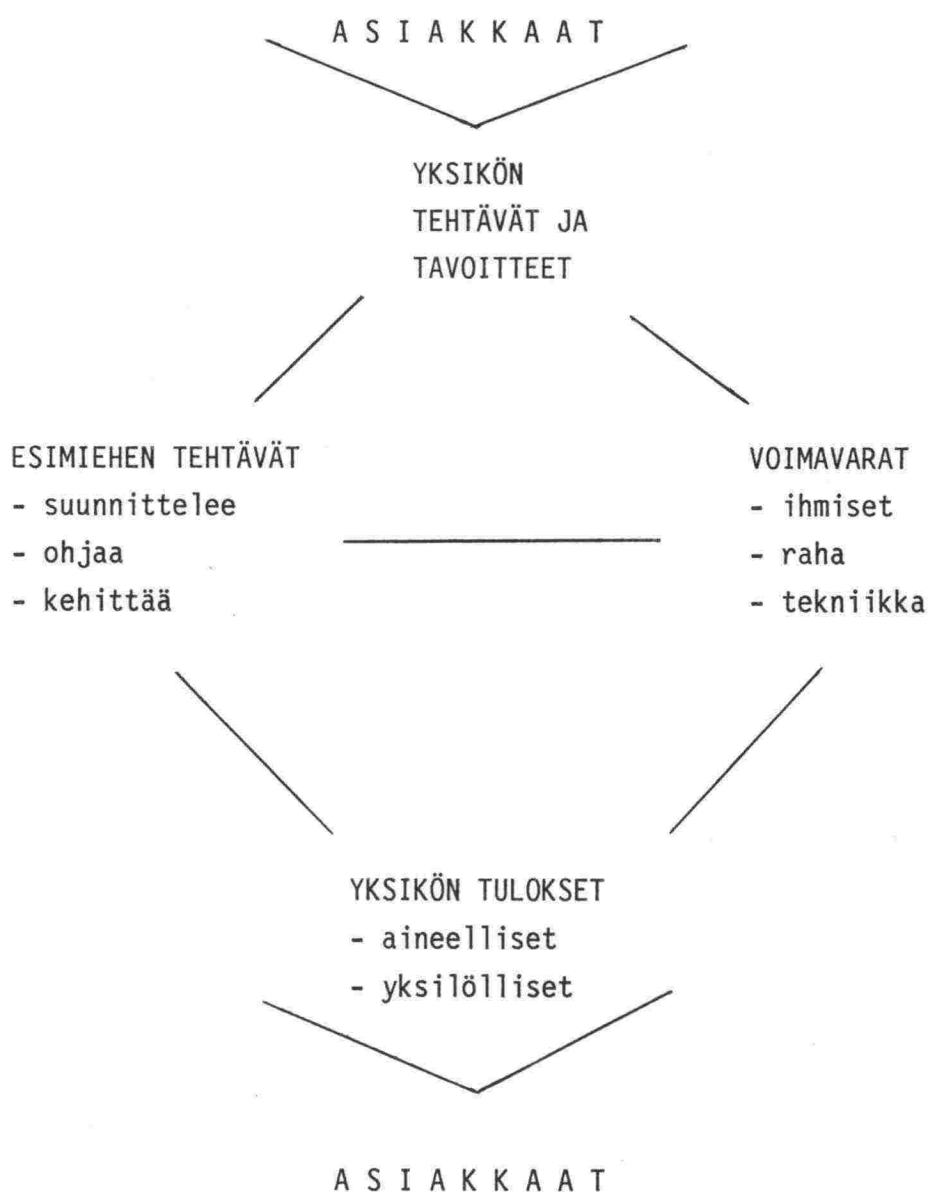 A S I A K K A A T
YKSIKÖN
TEHTÄVÄT JA
TAVOITTEET
ESIMIEHEN TEHTÄVÄT
- suunnittelee
- ohjaa
- kehittää
VOIMAVARAT
- ihmiset
- raha
- tekniikka
YKSIKÖN TULOKSET
- aineelliset
- yksilölliset
A S I A K K A A T